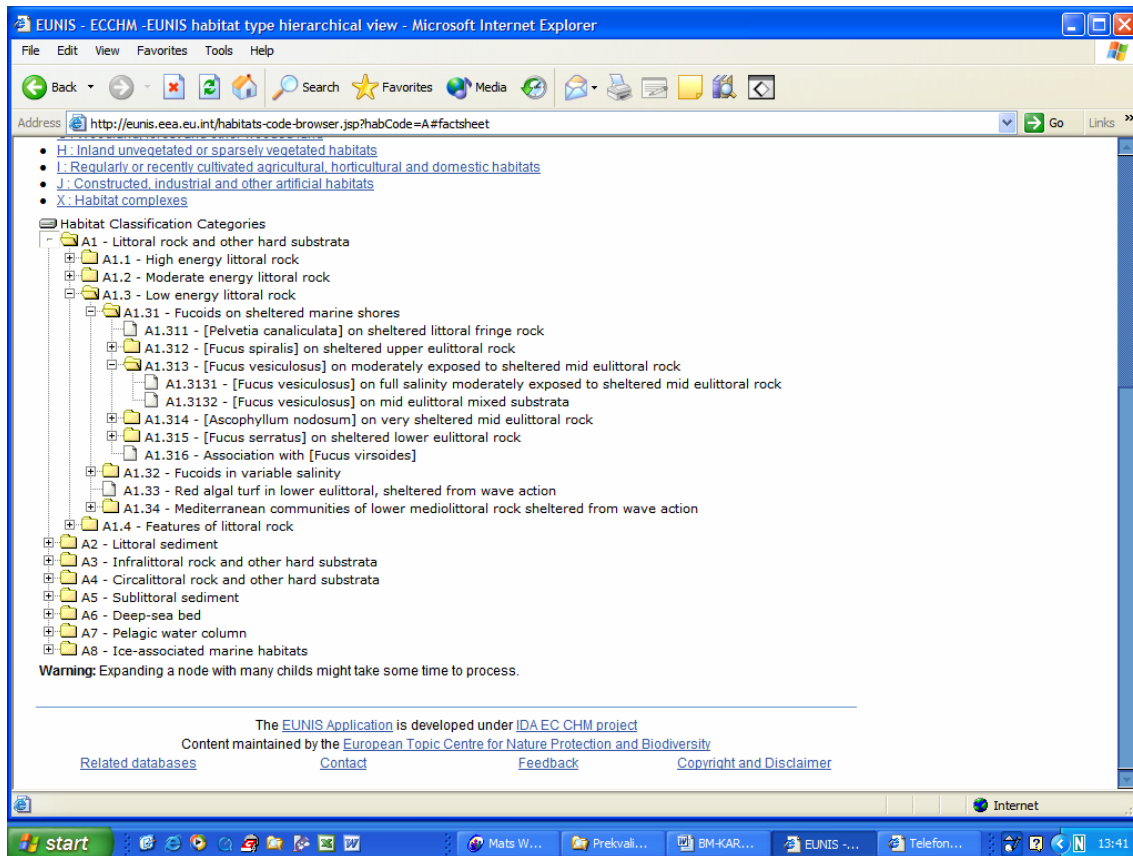 EUNIS - ECCHM -EUNIS habitat type hierarchical view - Microsoft Internet Explorer
File Edit View Favorites Tools Help
Back Search Favorites Media
Address http://eunis.eea.eu.int/habitats-code-browser.jsp?habCode=A#factsheet Go Links »
H : Inland unvegetated or sparsely vegetated habitats
I : Regularly or recently cultivated agricultural, horticultural and domestic habitats
J : Constructed, industrial and other artificial habitats
X : Habitat complexes
Habitat Classification Categories
A1 - Littoral rock and other hard substrata
A1.1 - High energy littoral rock
A1.2 - Moderate energy littoral rock
A1.3 - Low energy littoral rock
A1.31 - Fucoids on sheltered marine shores
A1.311 - [Pelvetia canaliculata] on sheltered littoral fringe rock
A1.312 - [Fucus spiralis] on sheltered upper eulittoral rock
A1.313 - [Fucus vesiculosus] on moderately exposed to sheltered mid eulittoral rock
A1.3131 - [Fucus vesiculosus] on full salinity moderately exposed to sheltered mid eulittoral rock
A1.3132 - [Fucus vesiculosus] on mid eulittoral mixed substrata
A1.314 - [Ascophyllum nodosum] on very sheltered mid eulittoral rock
A1.315 - [Fucus serratus] on sheltered lower eulittoral rock
A1.316 - Association with [Fucus virsoides]
A1.32 - Fucoids in variable salinity
A1.33 - Red algal turf in lower eulittoral, sheltered from wave action
A1.34 - Mediterranean communities of lower mediolittoral rock sheltered from wave action
A1.4 - Features of littoral rock
A2 - Littoral sediment
A3 - Infralittoral rock and other hard substrata
A4 - Circalittoral rock and other hard substrata
A5 - Sublittoral sediment
A6 - Deep-sea bed
A7 - Pelagic water column
A8 - Ice-associated marine habitats
Warning: Expanding a node with many childs might take some time to process.
The EUNIS Application is developed under IDA EC CHM project
Content maintained by the European Topic Centre for Nature Protection and Biodiversity
Related databases Contact Feedback Copyright and Disclaimer
Internet
start Mats W... Prekvali... BM-KAR... EUNIS -... Telefon... 13:41